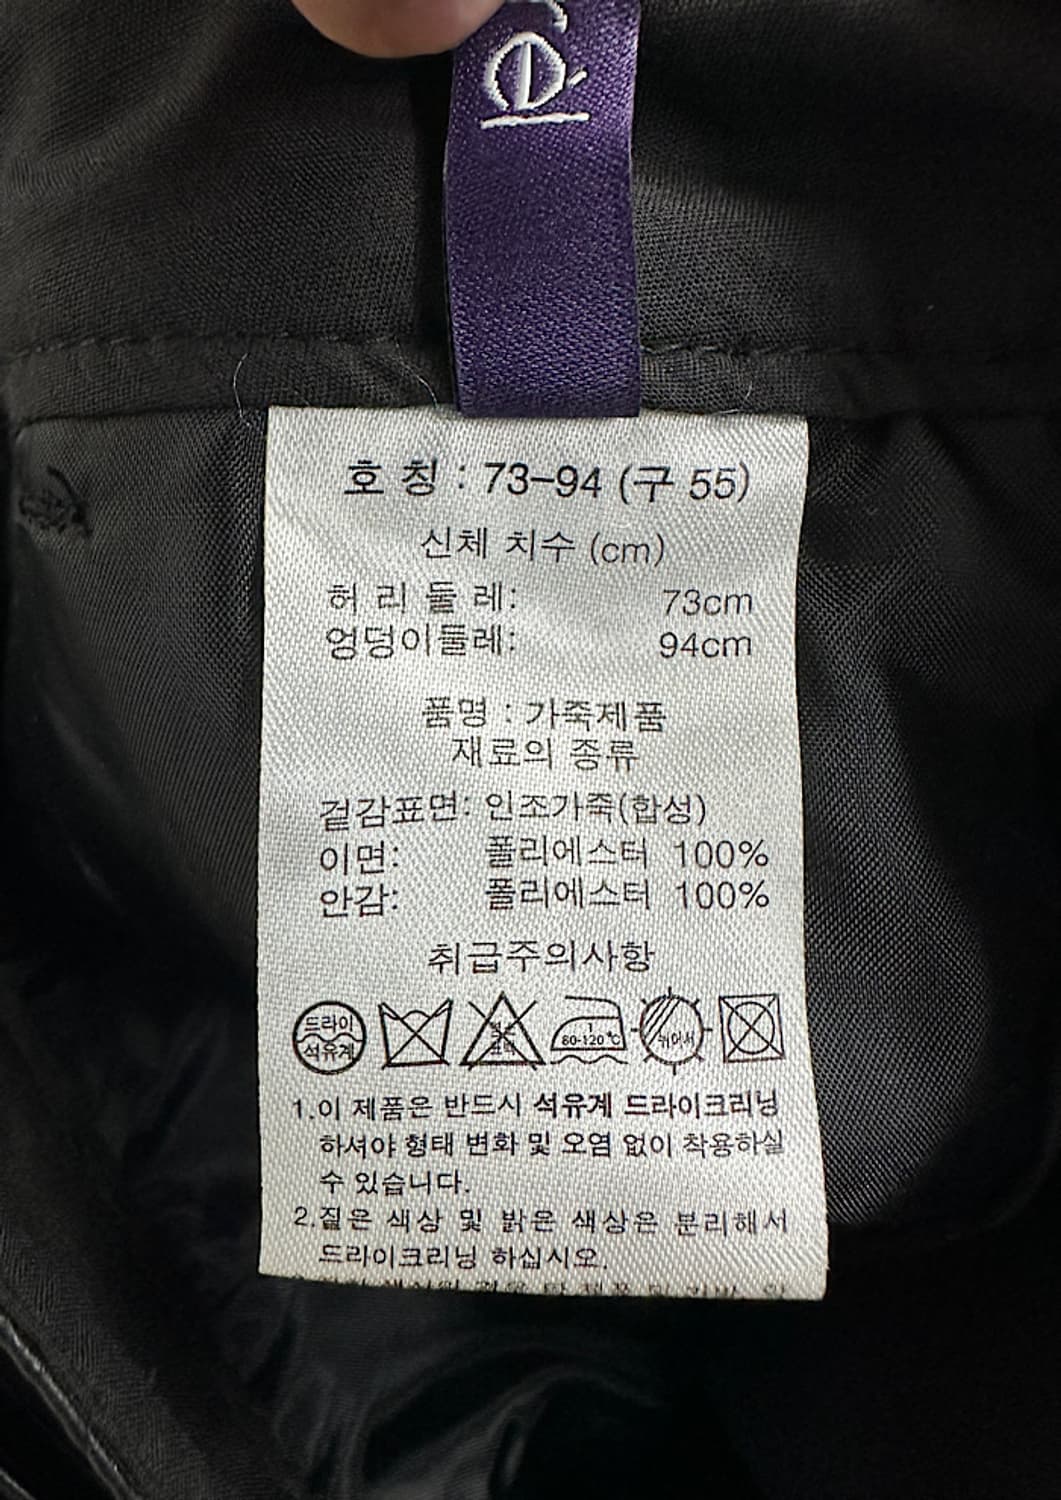 호 칭 : 73-94 (구 55)
신체 치수 (cm)
허 리 둘 레: 73cm
엉덩이둘레: 94cm
품명 : 가죽제품
재료의 종류
겉감표면: 인조가죽(합성)
이면: 폴리에스터 100%
안감: 폴리에스터 100%
취급주의사항
드라이
석유계
80-120℃
뉘어서
1.이 제품은 반드시 석유계 드라이크리닝
하셔야 형태 변화 및 오염 없이 착용하실
수 있습니다.
2.짙은 색상 및 밝은 색상은 분리해서
드라이크리닝 하십시오.